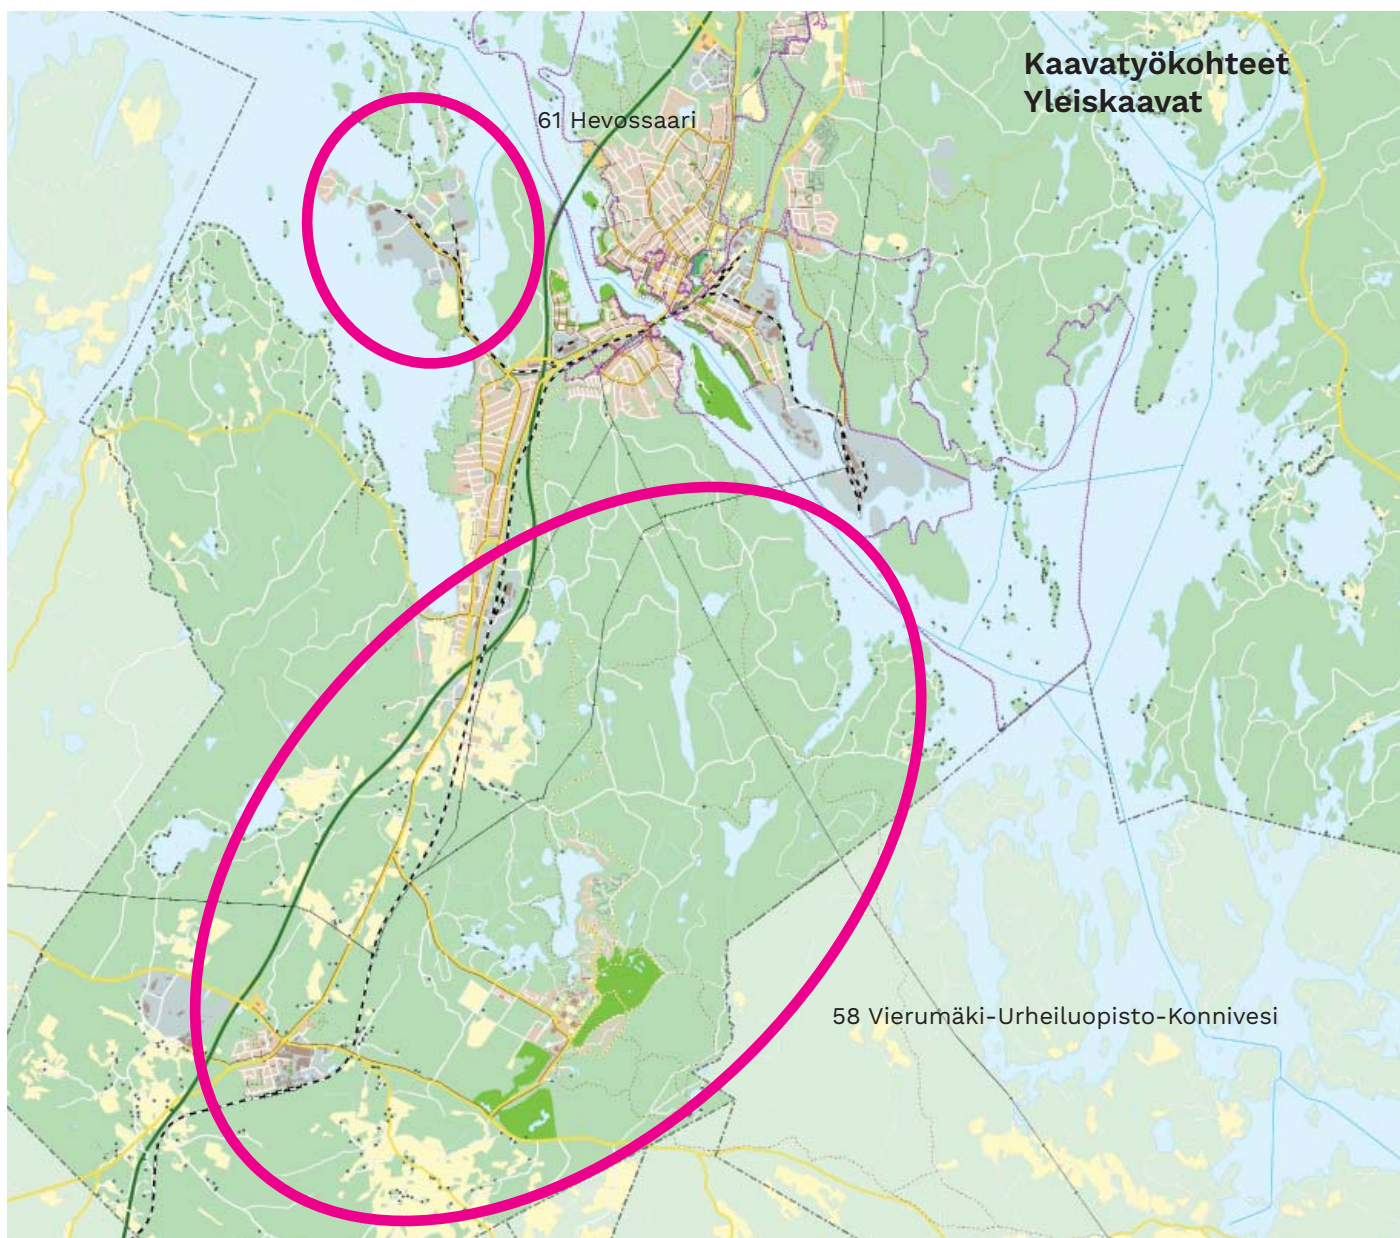 Kaavatyökohteet
Yleiskaavat
61 Hevossaari
58 Vierumäki-Urheiluopisto-Konnivesi